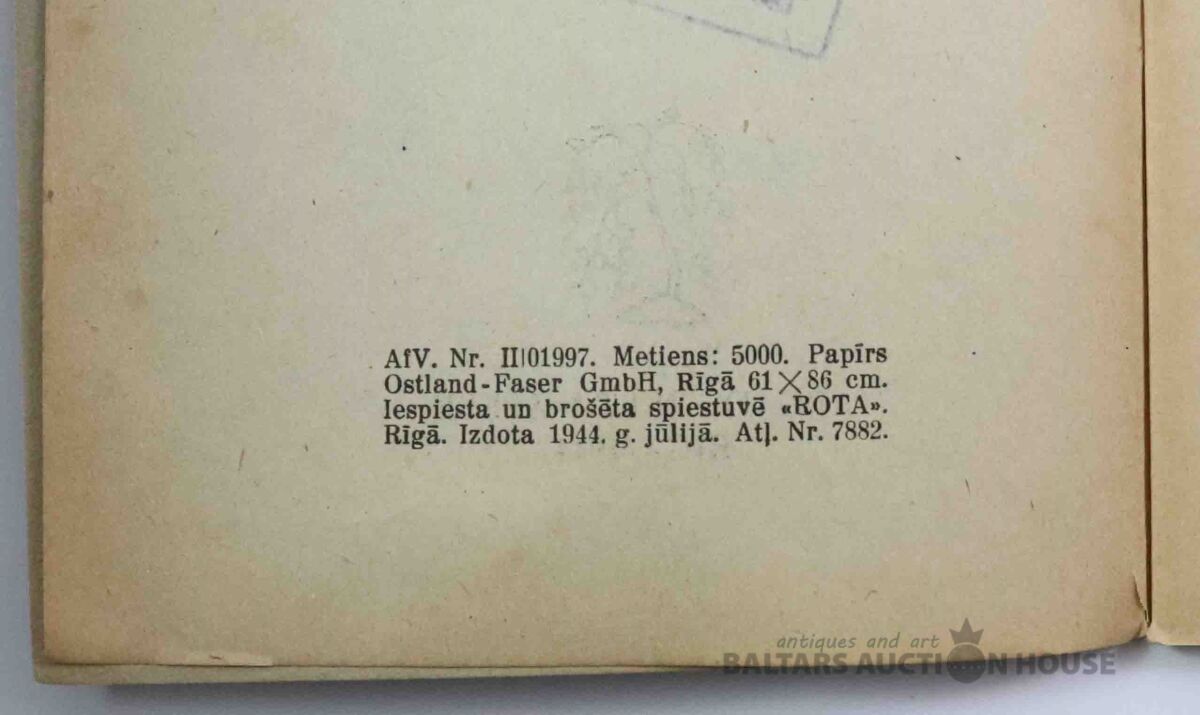 AfV. Nr. II|01997. Metiens: 5000. Papīrs
Ostland-Faser GmbH, Rīgā 61×86 cm.
Iespiesta un brošēta spiestuvē «ROTA».
Rīgā. Izdota 1944. g. jūlijā. Atļ. Nr. 7882.
antiques and art
BALTARS AUCTION HOUSE